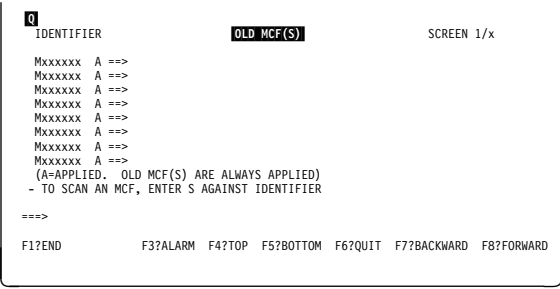 Q
IDENTIFIER OLD MCF(S) SCREEN 1/x
Mxxxxxx A ==>
Mxxxxxx A ==>
Mxxxxxx A ==>
Mxxxxxx A ==>
Mxxxxxx A ==>
Mxxxxxx A ==>
Mxxxxxx A ==>
Mxxxxxx A ==>
(A=APPLIED. OLD MCF(S) ARE ALWAYS APPLIED)
- TO SCAN AN MCF, ENTER S AGAINST IDENTIFIER
===>
F1?END F3?ALARM F4?TOP F5?BOTTOM F6?QUIT F7?BACKWARD F8?FORWARD